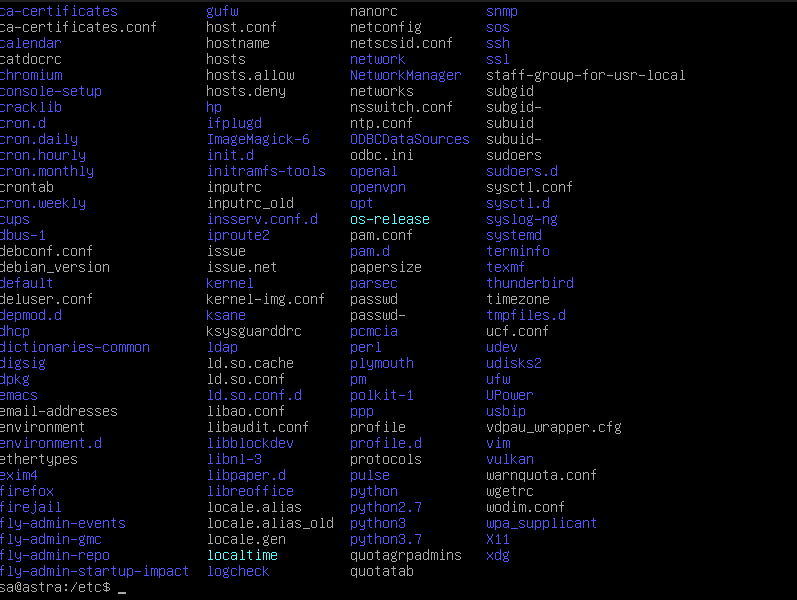 ca-certificates gufw nanorc snmp
ca-certificates.conf host.conf netconfig sos
calendar hostname netscsid.conf ssh
catdocrc hosts network ssl
chromium hosts.allow NetworkManager staff-group-for-usr-local
console-setup hosts.deny networks subgid
cracklib hp nsswitch.conf subgid-
cron.d ifplugd ntp.conf subuid
cron.daily ImageMagick-6 ODBCDataSources subuid-
cron.hourly init.d odbc.ini sudoers
cron.monthly initramfs-tools openal sudoers.d
crontab inputrc openvpn sysctl.conf
cron.weekly inputrc_old opt sysctl.d
cups insserv.conf.d os-release syslog-ng
dbus-1 iproute2 pam.conf systemd
debconf.conf issue pam.d terminfo
debian_version issue.net papersize texmf
default kernel parsec thunderbird
deluser.conf kernel-img.conf passwd timezone
depmod.d ksane passwd- tmpfiles.d
dhcp ksysguarddrc pcmcia ucf.conf
dictionaries-common ldap perl udev
digsig ld.so.cache plymouth udisks2
dpkg ld.so.conf pm ufw
emacs ld.so.conf.d polkit-1 UPower
email-addresses libao.conf ppp usbip
environment libaudit.conf profile vdpau_wrapper.cfg
environment.d libblockdev profile.d vim
ethertypes libnl-3 protocols vulkan
exim4 libpaper.d pulse warnquota.conf
firefox libreoffice python wgetrc
firejail locale.alias python2.7 wodim.conf
fly-admin-events locale.alias_old python3 wpa_supplicant
fly-admin-gmc locale.gen python3.7 X11
fly-admin-repo localtime quotagrpadmins xdg
fly-admin-startup-impact logcheck quotatab
sa@astra:/etc$ _